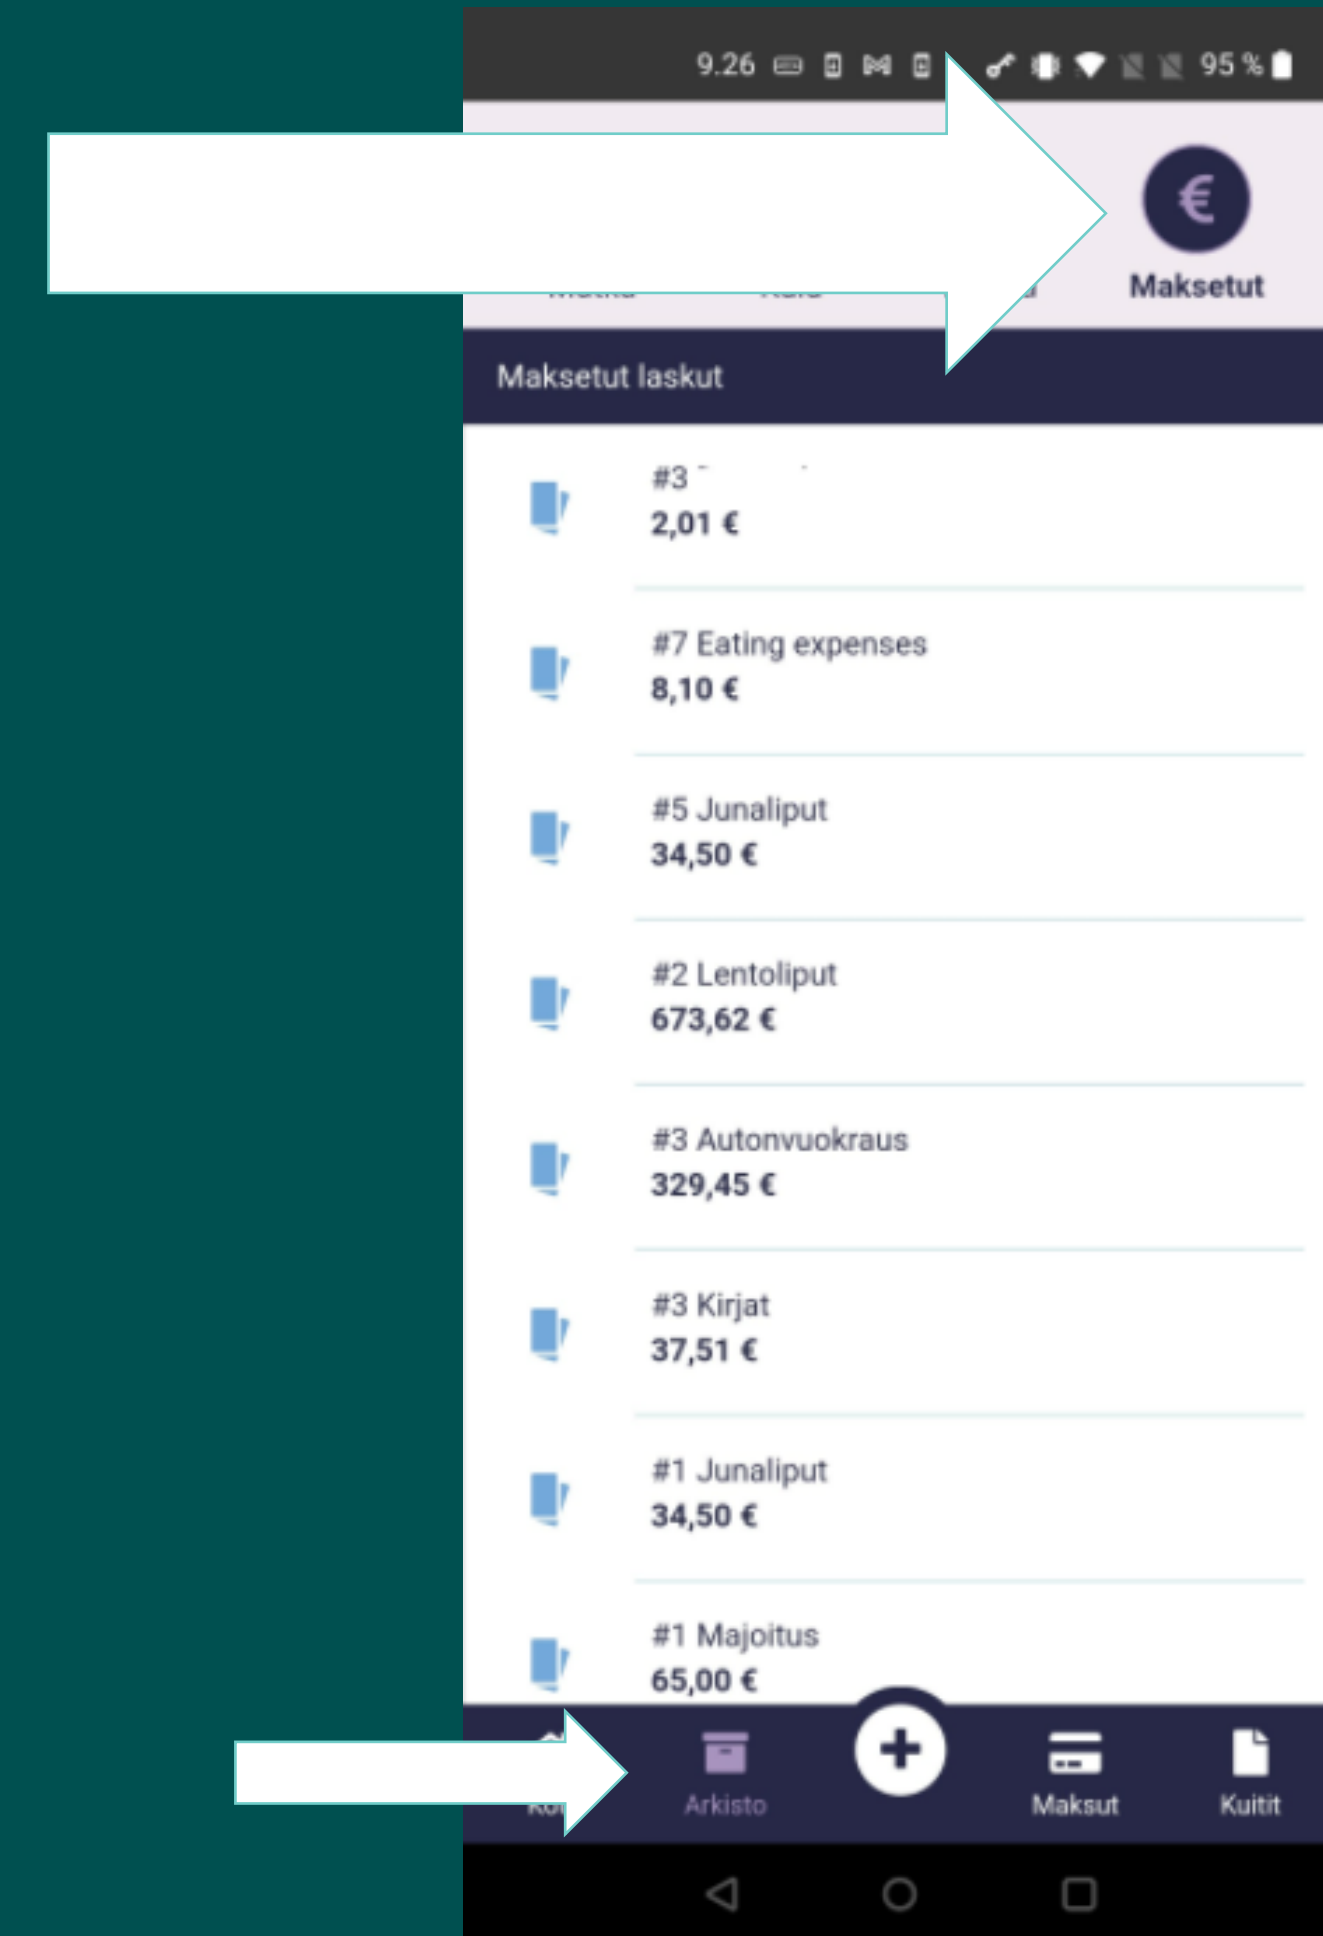 9.26 95 %
€
Maksetut
Maksetut laskut
#3
2,01 €
#7 Eating expenses
8,10 €
#5 Junaliput
34,50 €
#2 Lentoliput
673,62 €
#3 Autonvuokraus
329,45 €
#3 Kirjat
37,51 €
#1 Junaliput
34,50 €
#1 Majoitus
65,00 €
Arkisto Maksut Kuitit